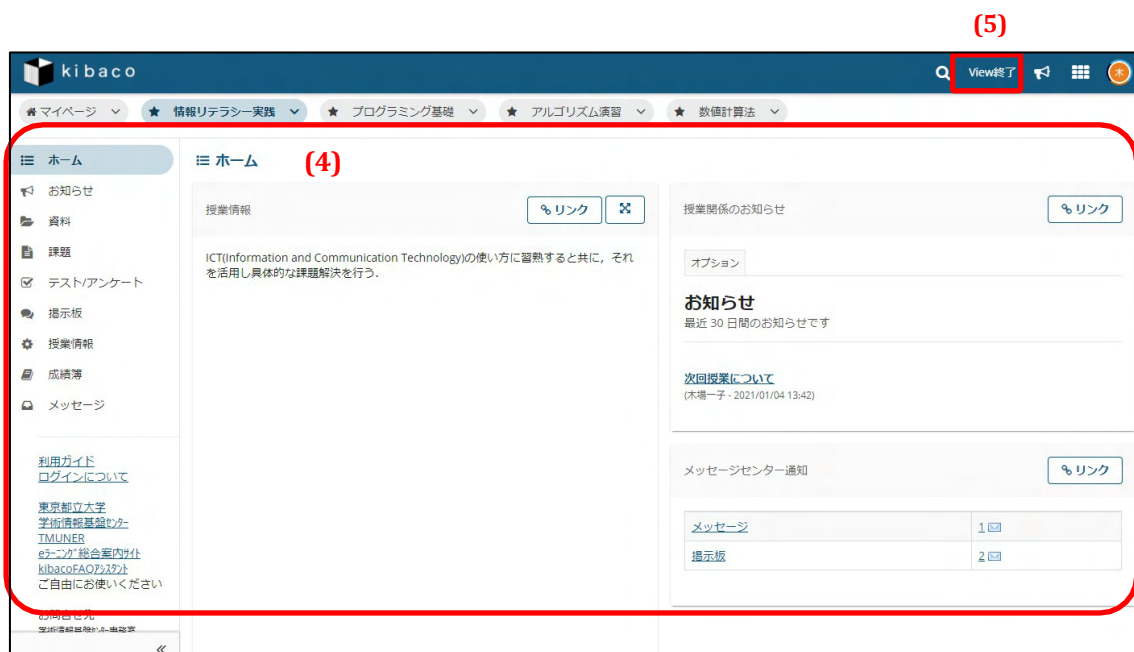 (5)
kibaco
View終了
木
マイページ
情報リテラシー実践
プログラミング基礎
アルゴリズム演習
数値計算法
ホーム
お知らせ
資料
課題
テスト/アンケート
掲示板
授業情報
成績簿
メッセージ
利用ガイド
ログインについて
東京都立大学
学術情報基盤ｾﾝﾀｰ
TMUNER
eﾗｰﾆﾝｸﾞ総合案内ｻｲﾄ
kibacoFAQｱｼｽﾀﾝﾄ
ご自由にお使いください
お問合せ先
学術情報基盤ｾﾝﾀｰ事務室
«
ホーム
(4)
授業情報
リンク
ICT(Information and Communication Technology)の使い方に習熟すると共に，それ
を活用し具体的な課題解決を行う．
授業関係のお知らせ
リンク
オプション
お知らせ
最近 30 日間のお知らせです
次回授業について
(木場一子 - 2021/01/04 13:42)
メッセージセンター通知
リンク
メッセージ 1
掲示板 2